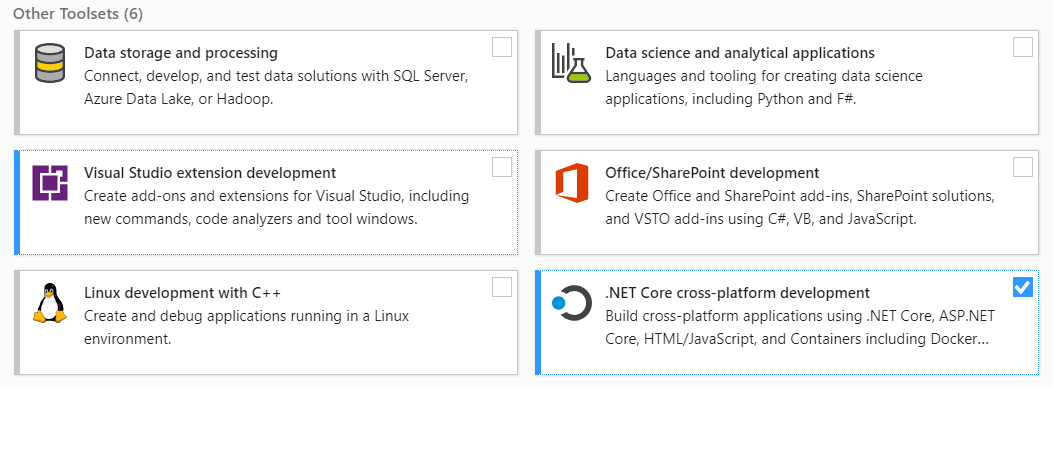 Other Toolsets (6)
Data storage and processing
Connect, develop, and test data solutions with SQL Server,
Azure Data Lake, or Hadoop.
Data science and analytical applications
Languages and tooling for creating data science
applications, including Python and F#.
Visual Studio extension development
Create add-ons and extensions for Visual Studio, including
new commands, code analyzers and tool windows.
Office/SharePoint development
Create Office and SharePoint add-ins, SharePoint solutions,
and VSTO add-ins using C#, VB, and JavaScript.
Linux development with C++
Create and debug applications running in a Linux
environment.
.NET Core cross-platform development
Build cross-platform applications using .NET Core, ASP.NET
Core, HTML/JavaScript, and Containers including Docker...